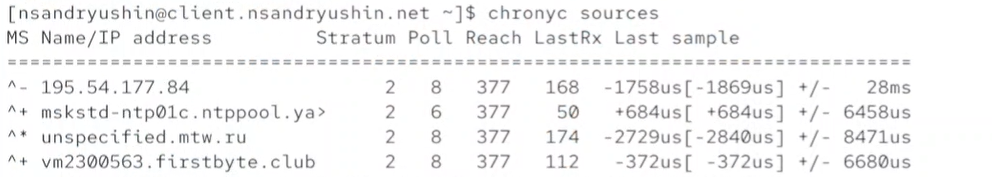 [nsandryushin@client.nsandryushin.net ~]$ chronyc sources
MS Name/IP address         Stratum Poll Reach LastRx Last sample
===============================================================================
^- 195.54.177.84                 2   8   377   168  -1758us[-1869us] +/-   28ms
^+ mskstd-ntp01c.ntppool.ya>     2   6   377    50   +684us[ +684us] +/- 6458us
^* unspecified.mtw.ru            2   8   377   174  -2729us[-2840us] +/- 8471us
^+ vm2300563.firstbyte.club      2   8   377   112   -372us[ -372us] +/- 6680us